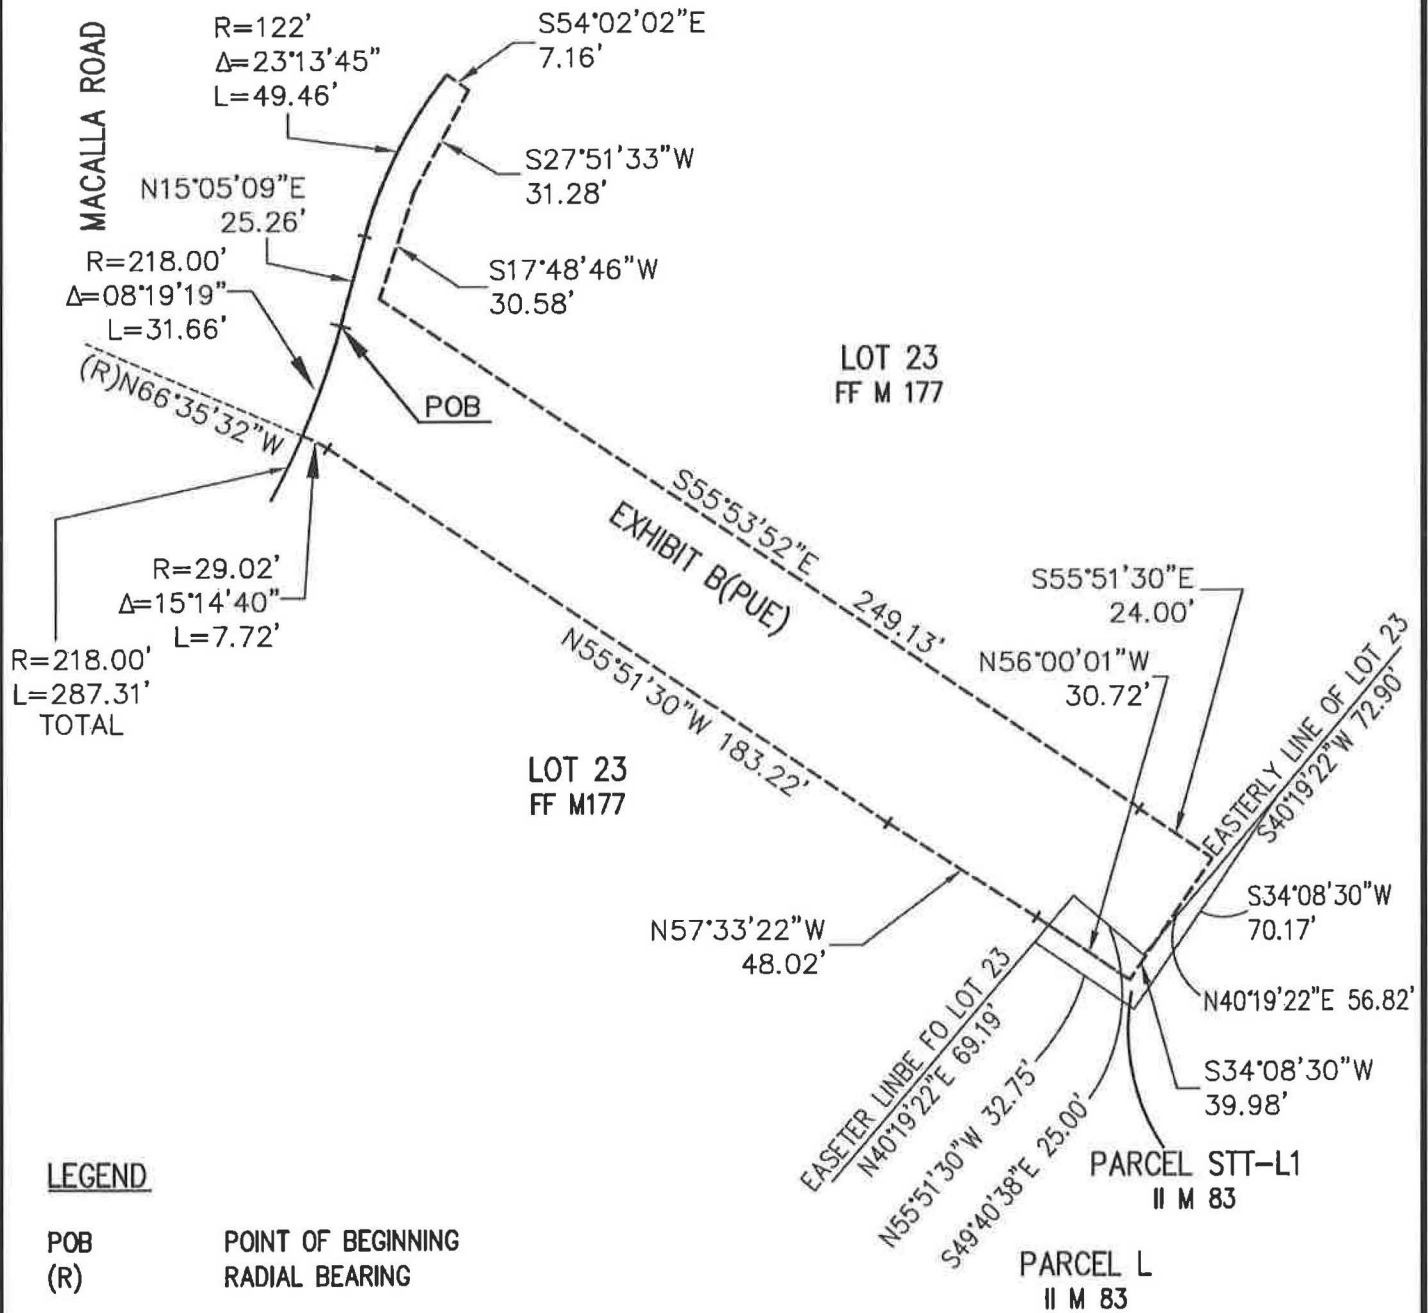 MACALLA ROAD
R=122'
Δ=23°13'45"
L=49.46'
S54°02'02"E
7.16'
S27°51'33"W
31.28'
N15°05'09"E
25.26'
S17°48'46"W
30.58'
R=218.00'
Δ=08°19'19"
L=31.66'
(R)N66°35'32"W
POB
LOT 23
FF M 177
S55°53'52"E 249.13'
EXHIBIT B(PUE)
R=29.02'
Δ=15°14'40"
L=7.72'
R=218.00'
L=287.31'
TOTAL
N55°51'30"W 183.22'
S55°51'30"E
24.00'
N56°00'01"W
30.72'
EASTERLY LINE OF LOT 23
S40°19'22"W 72.90'
LOT 23
FF M177
N57°33'22"W
48.02'
S34°08'30"W
70.17'
N40°19'22"E 56.82'
S34°08'30"W
39.98'
EASETER LINBE FO LOT 23
N40°19'22"E 69.19'
N55°51'30"W 32.75'
S49°40'38"E 25.00'
PARCEL STT-L1
II M 83
PARCEL L
II M 83
LEGEND
POB POINT OF BEGINNING
(R) RADIAL BEARING